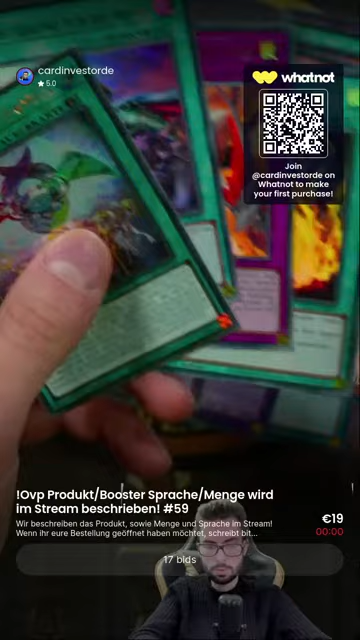 cardinvestorde
★ 5.0
whatnot
Join
@cardinvestorde on
Whatnot to make
your first purchase!
!Ovp Produkt/Booster Sprache/Menge wird
im Stream beschrieben! #59
€19
Wir beschreiben das Produkt, sowie Menge und Sprache im Stream!
Wenn ihr eure Bestellung geöffnet haben möchtet, schreibt bit...
00:00
17 bids